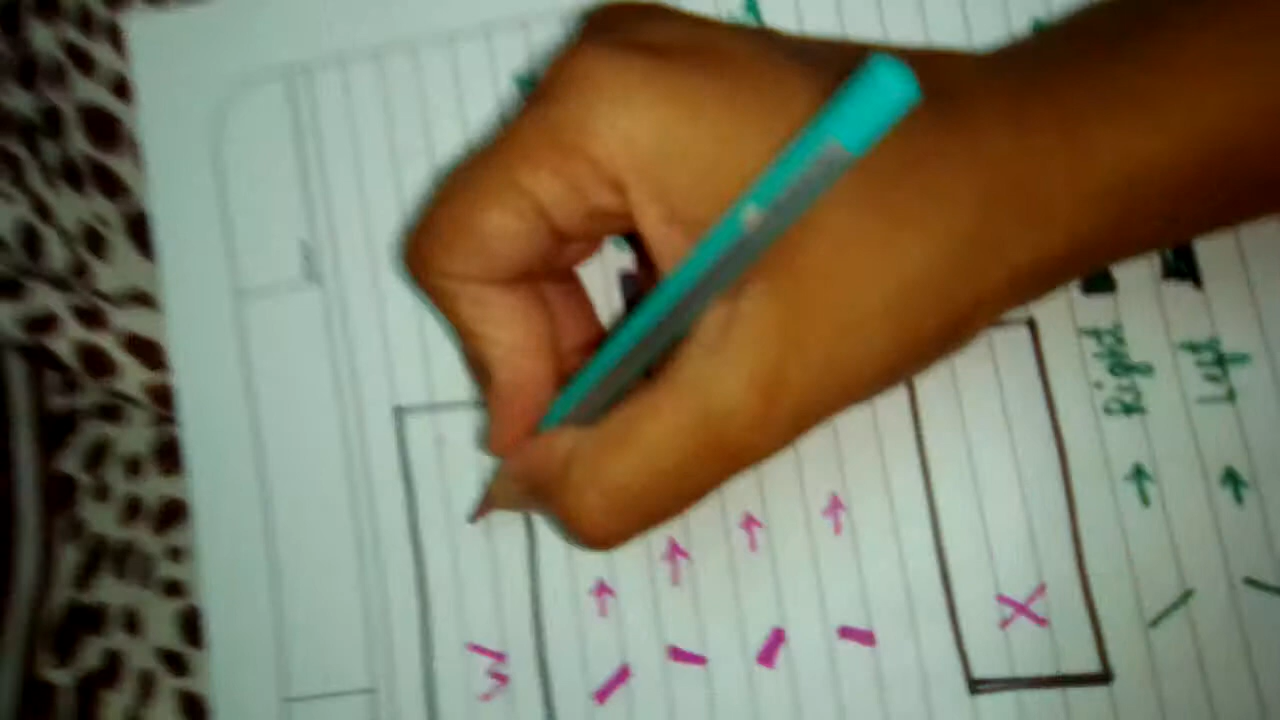 \ →
/ →
\ →
/ →
X
\ → Right
/ → Left